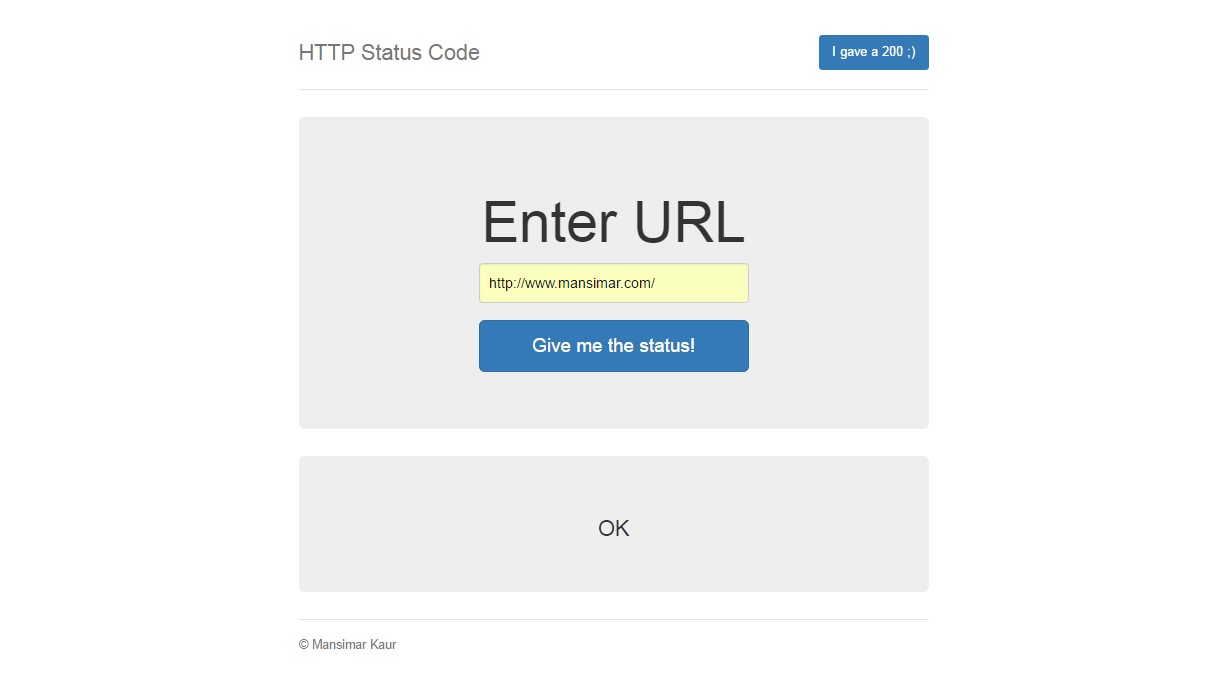 HTTP Status Code
I gave a 200 ;)
Enter URL
http://www.mansimar.com/
Give me the status!
OK
© Mansimar Kaur